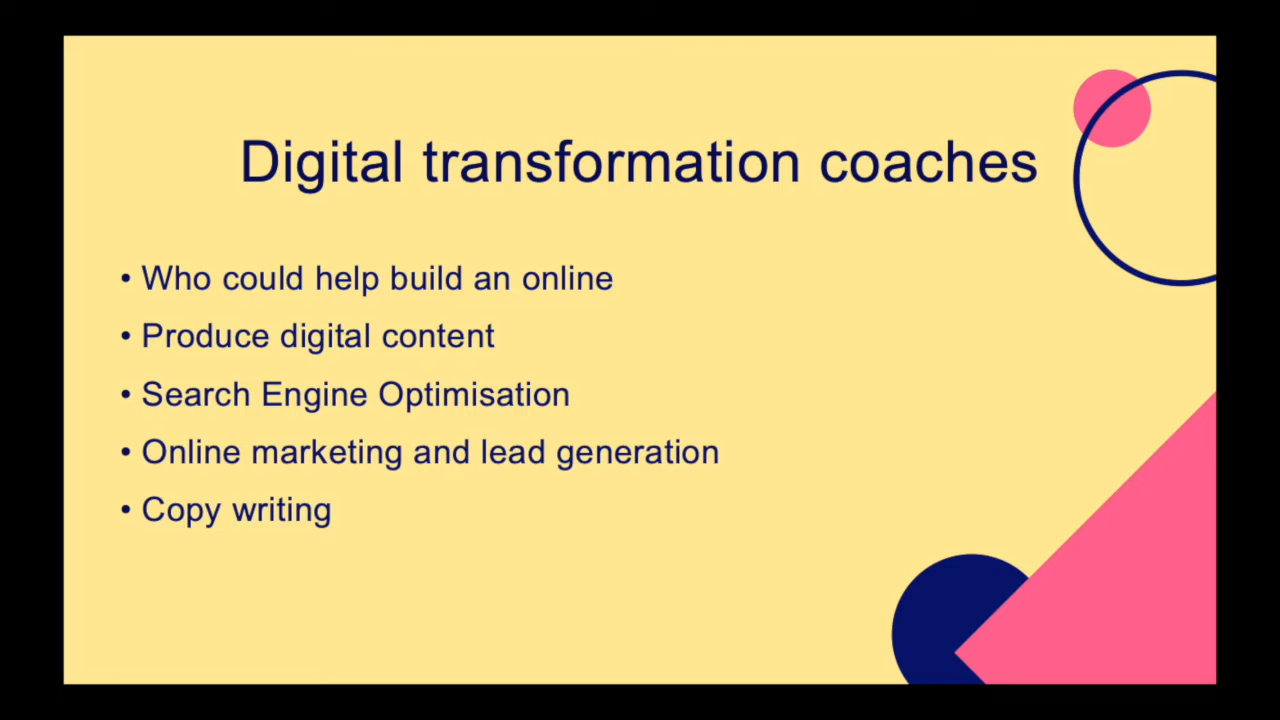 Digital transformation coaches
• Who could help build an online
• Produce digital content
• Search Engine Optimisation
• Online marketing and lead generation
• Copy writing